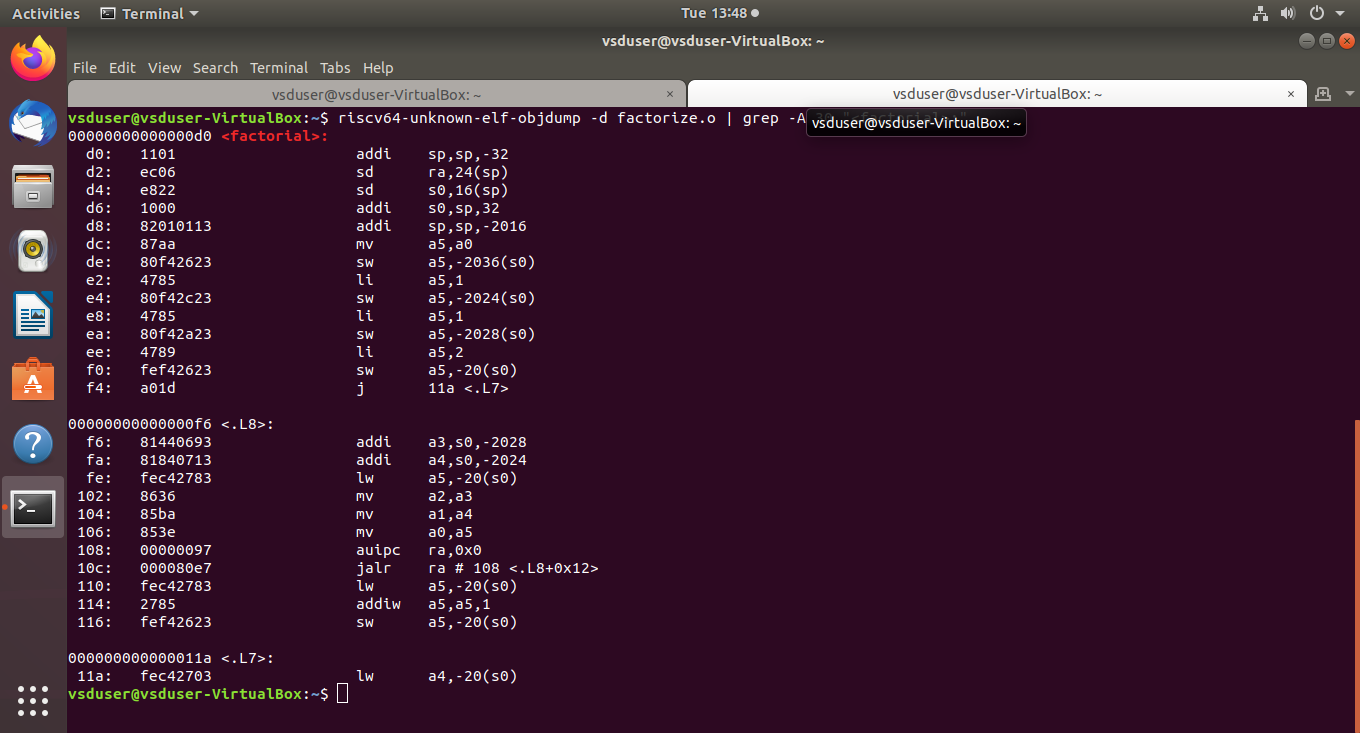 Activities Terminal Tue 13:48
vsduser@vsduser-VirtualBox: ~
File Edit View Search Terminal Tabs Help
vsduser@vsduser-VirtualBox: ~ × vsduser@vsduser-VirtualBox: ~ ×
vsduser@vsduser-VirtualBox:~$ riscv64-unknown-elf-objdump -d factorize.o | grep -A
vsduser@vsduser-VirtualBox: ~
00000000000000d0 <factorial>:
d0: 1101 addi sp,sp,-32
d2: ec06 sd ra,24(sp)
d4: e822 sd s0,16(sp)
d6: 1000 addi s0,sp,32
d8: 82010113 addi sp,sp,-2016
dc: 87aa mv a5,a0
de: 80f42623 sw a5,-2036(s0)
e2: 4785 li a5,1
e4: 80f42c23 sw a5,-2024(s0)
e8: 4785 li a5,1
ea: 80f42a23 sw a5,-2028(s0)
ee: 4789 li a5,2
f0: fef42623 sw a5,-20(s0)
f4: a01d j 11a <.L7>
00000000000000f6 <.L8>:
f6: 81440693 addi a3,s0,-2028
fa: 81840713 addi a4,s0,-2024
fe: fec42783 lw a5,-20(s0)
102: 8636 mv a2,a3
104: 85ba mv a1,a4
106: 853e mv a0,a5
108: 00000097 auipc ra,0x0
10c: 000080e7 jalr ra # 108 <.L8+0x12>
110: fec42783 lw a5,-20(s0)
114: 2785 addiw a5,a5,1
116: fef42623 sw a5,-20(s0)
000000000000011a <.L7>:
11a: fec42703 lw a4,-20(s0)
vsduser@vsduser-VirtualBox:~$